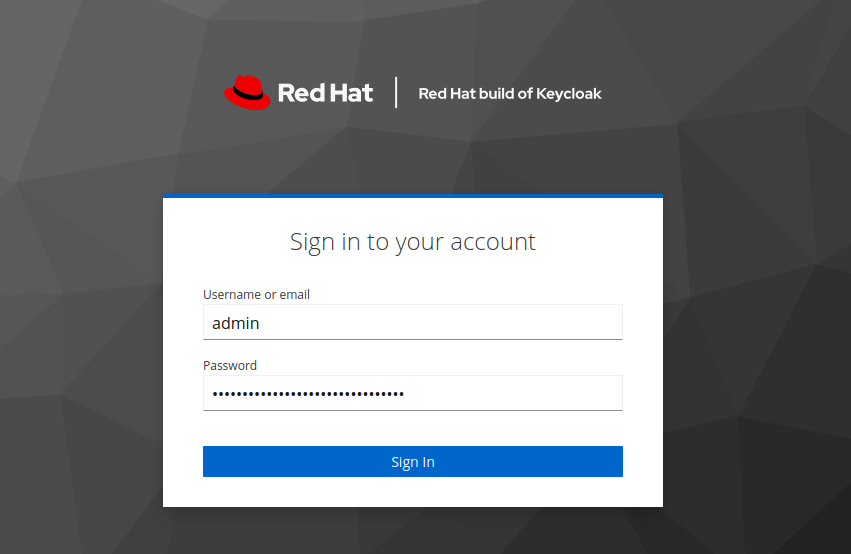 Red Hat | Red Hat build of Keycloak
Sign in to your account
Username or email
admin
Password
••••••••••••••••••••••••••••••••
Sign In